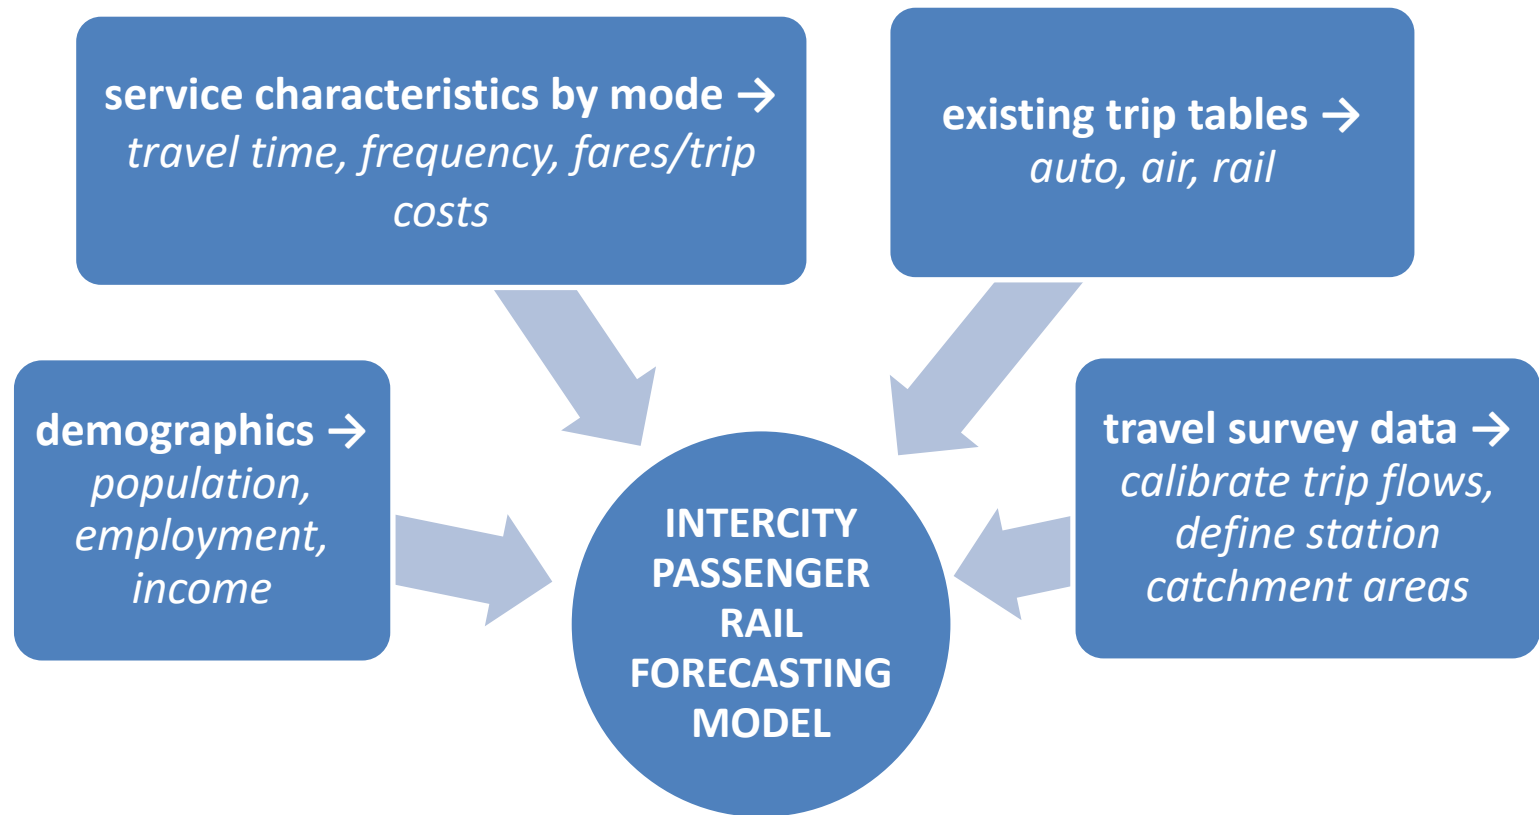 service characteristics by mode →
travel time, frequency, fares/trip
costs
existing trip tables →
auto, air, rail
demographics →
population,
employment,
income
travel survey data →
calibrate trip flows,
define station
catchment areas
INTERCITY
PASSENGER
RAIL
FORECASTING
MODEL